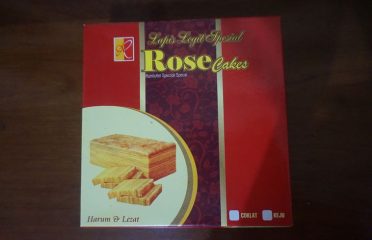 R
Lapis Legit Spesial
Rose Cakes
Harum & Lezat
COKLAT KEJU